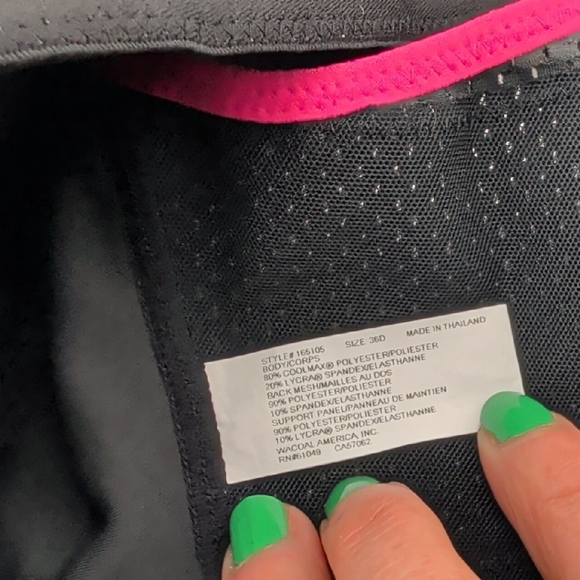 STYLE# 165105 SIZE 36D MADE IN THAILAND
BODY/CORPS
80% COOLMAX® POLYESTER/POLIESTER
20% LYCRA® SPANDEX/ELASTHANNE
BACK MESH/MAILLES AU DOS
90% POLYESTER/POLIESTER
10% SPANDEX/ELASTHANNE
SUPPORT PANEL/PANNEAU DE MAINTIEN
90% POLYESTER/POLIESTER
10% LYCRA® SPANDEX/ELASTHANNE
WACOAL AMERICA, INC.
RN#61049 CA57062